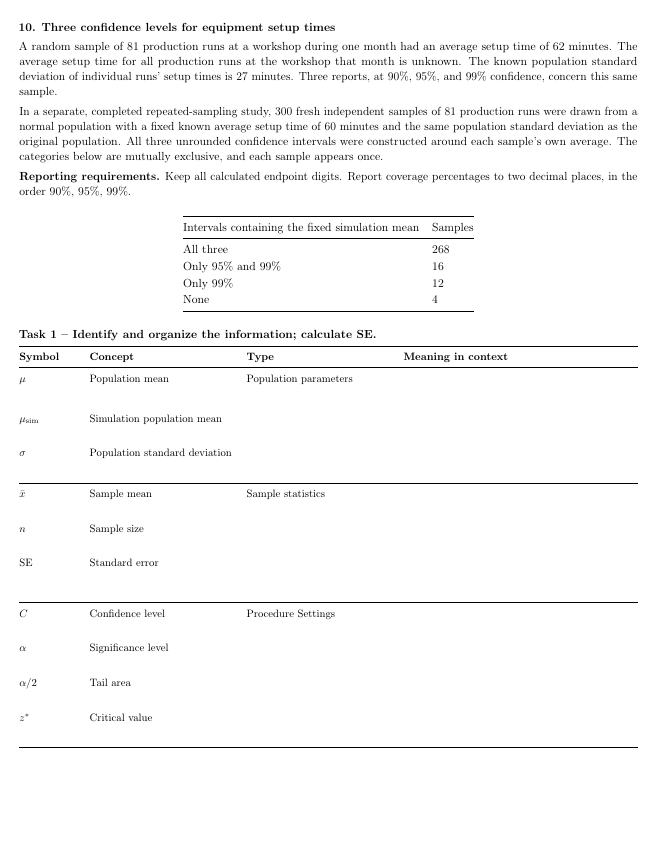 10. Three confidence levels for equipment setup times
A random sample of 81 production runs at a workshop during one month had an average setup time of 62 minutes. The
average setup time for all production runs at the workshop that month is unknown. The known population standard
deviation of individual runs' setup times is 27 minutes. Three reports, at 90%, 95%, and 99% confidence, concern this same
sample.
In a separate, completed repeated-sampling study, 300 fresh independent samples of 81 production runs were drawn from a
normal population with a fixed known average setup time of 60 minutes and the same population standard deviation as the
original population. All three unrounded confidence intervals were constructed around each sample's own average. The
categories below are mutually exclusive, and each sample appears once.
Reporting requirements. Keep all calculated endpoint digits. Report coverage percentages to two decimal places, in the
order 90%, 95%, 99%.
Intervals containing the fixed simulation mean Samples
All three 268
Only 95% and 99% 16
Only 99% 12
None 4
Task 1 – Identify and organize the information; calculate SE.
Symbol Concept Type Meaning in context
μ Population mean Population parameters
μsim Simulation population mean
σ Population standard deviation
x̄ Sample mean Sample statistics
n Sample size
SE Standard error
C Confidence level Procedure Settings
α Significance level
α/2 Tail area
z* Critical value